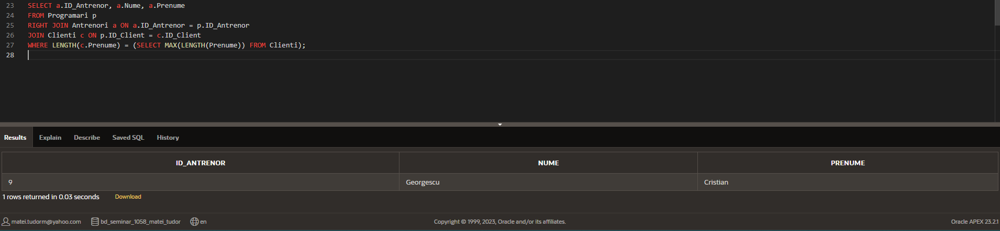 23 SELECT a.ID_Antrenor, a.Nume, a.Prenume
24 FROM Programari p
25 RIGHT JOIN Antrenori a ON a.ID_Antrenor = p.ID_Antrenor
26 JOIN Clienti c ON p.ID_Client = c.ID_Client
27 WHERE LENGTH(c.Prenume) = (SELECT MAX(LENGTH(Prenume)) FROM Clienti);
28
Results Explain Describe Saved SQL History
ID_ANTRENOR NUME PRENUME
9 Georgescu Cristian
1 rows returned in 0.03 seconds Download
matei.tudorm@yahoo.com bd_seminar_1058_matei_tudor en Copyright © 1999, 2023, Oracle and/or its affiliates. Oracle APEX 23.2.1